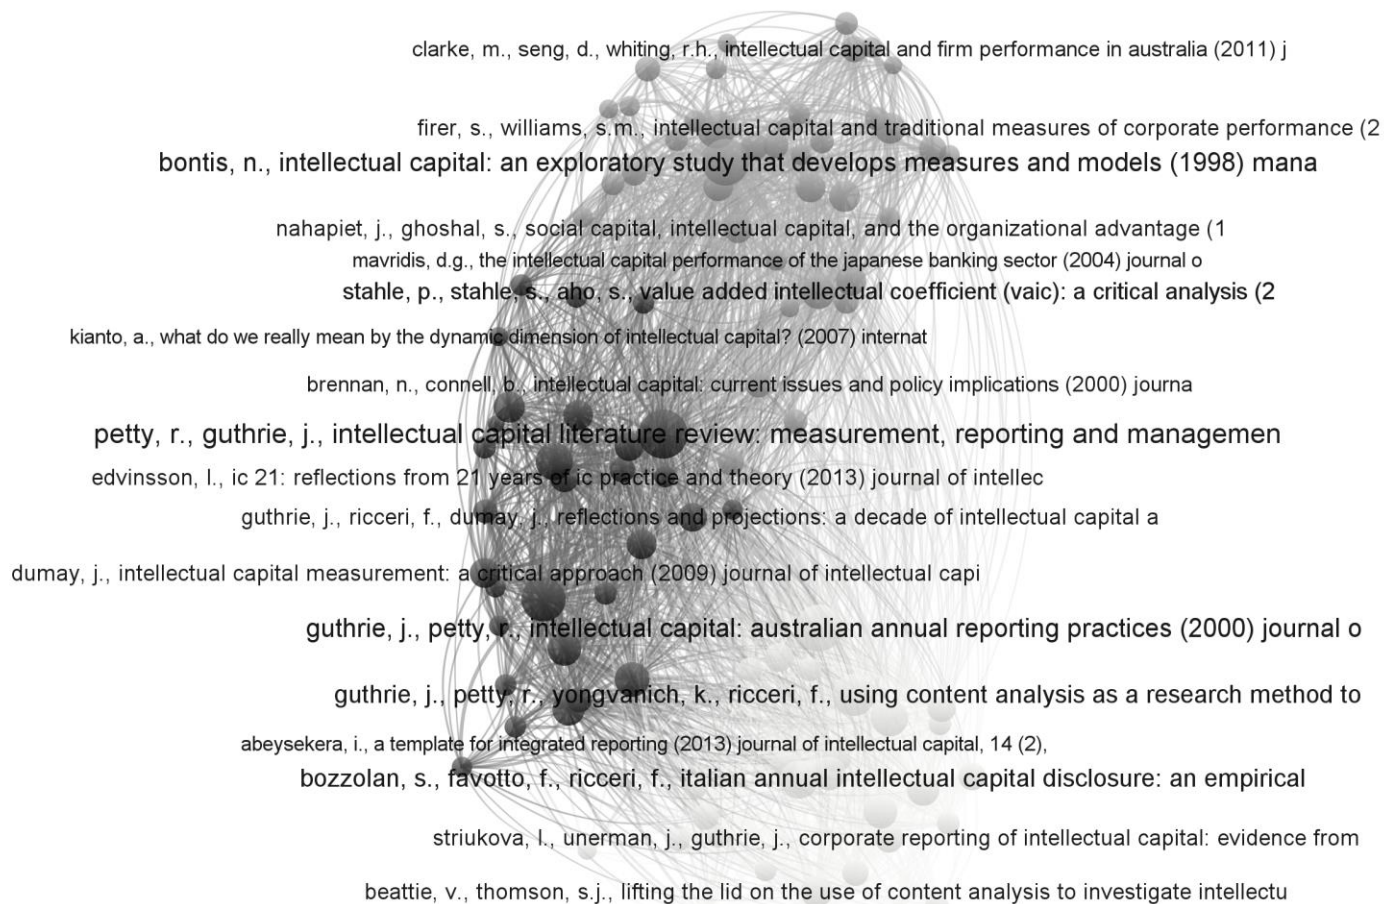 clarke, m., seng, d., whiting, r.h., intellectual capital and firm performance in australia (2011) j
firer, s., williams, s.m., intellectual capital and traditional measures of corporate performance (2
bontis, n., intellectual capital: an exploratory study that develops measures and models (1998) mana
nahapiet, j., ghoshal, s., social capital, intellectual capital, and the organizational advantage (1
mavridis, d.g., the intellectual capital performance of the japanese banking sector (2004) journal o
stahle, p., stahle, s., aho, s., value added intellectual coefficient (vaic): a critical analysis (2
kianto, a., what do we really mean by the dynamic dimension of intellectual capital? (2007) internat
brennan, n., connell, b., intellectual capital: current issues and policy implications (2000) journa
petty, r., guthrie, j., intellectual capital literature review: measurement, reporting and managemen
edvinsson, l., ic 21: reflections from 21 years of ic practice and theory (2013) journal of intellec
guthrie, j., ricceri, f., dumay, j., reflections and projections: a decade of intellectual capital a
dumay, j., intellectual capital measurement: a critical approach (2009) journal of intellectual capi
guthrie, j., petty, r., intellectual capital: australian annual reporting practices (2000) journal o
guthrie, j., petty, r., yongvanich, k., ricceri, f., using content analysis as a research method to
abeysekera, i., a template for integrated reporting (2013) journal of intellectual capital, 14 (2),
bozzolan, s., favotto, f., ricceri, f., italian annual intellectual capital disclosure: an empirical
striukova, l., unerman, j., guthrie, j., corporate reporting of intellectual capital: evidence from
beattie, v., thomson, s.j., lifting the lid on the use of content analysis to investigate intellectu